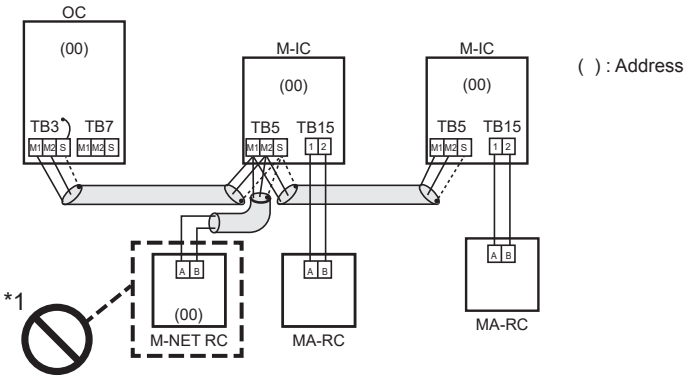 OC
(00)
TB3 TB7
M1 M2 S M1 M2 S
M-IC
(00)
TB5 TB15
M1 M2 S 1 2
M-IC
(00)
TB5 TB15
M1 M2 S 1 2
( ) : Address
*1
A B
(00)
M-NET RC
A B
MA-RC
A B
MA-RC